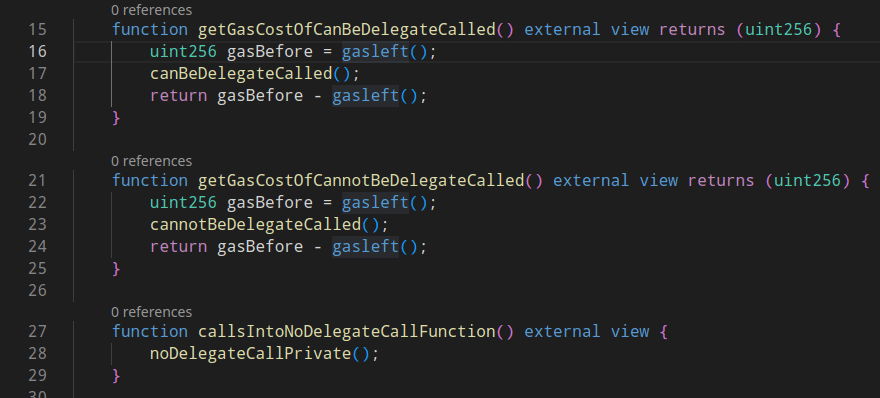 0 references
15 function getGasCostOfCanBeDelegateCalled() external view returns (uint256) {
16 uint256 gasBefore = gasleft();
17 canBeDelegateCalled();
18 return gasBefore - gasleft();
19 }
20
0 references
21 function getGasCostOfCannotBeDelegateCalled() external view returns (uint256) {
22 uint256 gasBefore = gasleft();
23 cannotBeDelegateCalled();
24 return gasBefore - gasleft();
25 }
26
0 references
27 function callsIntoNoDelegateCallFunction() external view {
28 noDelegateCallPrivate();
29 }
30